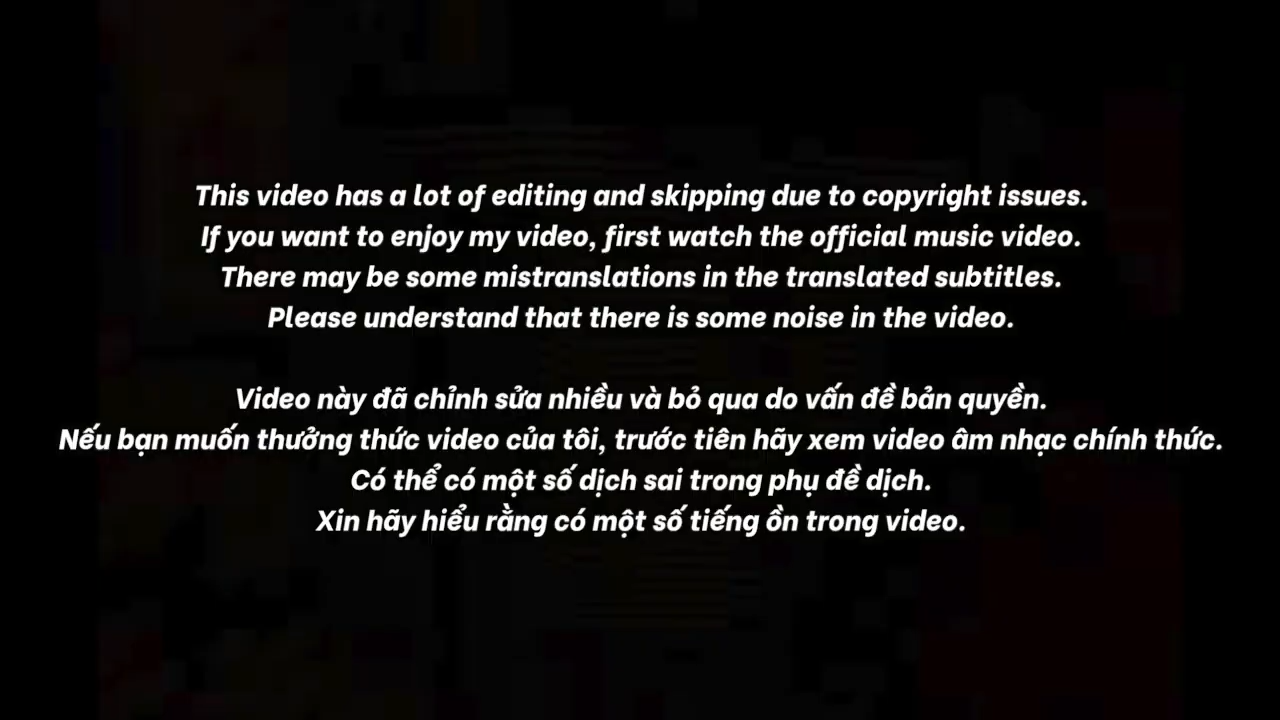 This video has a lot of editing and skipping due to copyright issues.
If you want to enjoy my video, first watch the official music video.
There may be some mistranslations in the translated subtitles.
Please understand that there is some noise in the video.
Video này đã chỉnh sửa nhiều và bỏ qua do vấn đề bản quyền.
Nếu bạn muốn thưởng thức video của tôi, trước tiên hãy xem video âm nhạc chính thức.
Có thể có một số dịch sai trong phụ đề dịch.
Xin hãy hiểu rằng có một số tiếng ồn trong video.